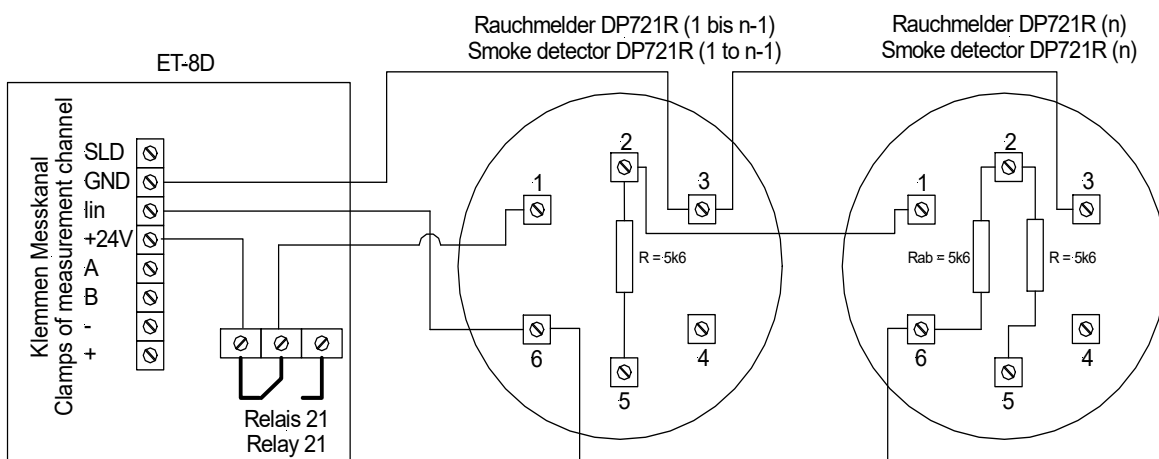 Rauchmelder DP721R (1 bis n-1)
Smoke detector DP721R (1 to n-1)
Rauchmelder DP721R (n)
Smoke detector DP721R (n)
ET-8D
Klemmen Messkanal
Clamps of measurement channel
SLD
GND
Iin
+24V
A
B
-
+
Relais 21
Relay 21
1
2
3
R = 5k6
6
4
5
1
2
3
Rab = 5k6
R = 5k6
6
4
5